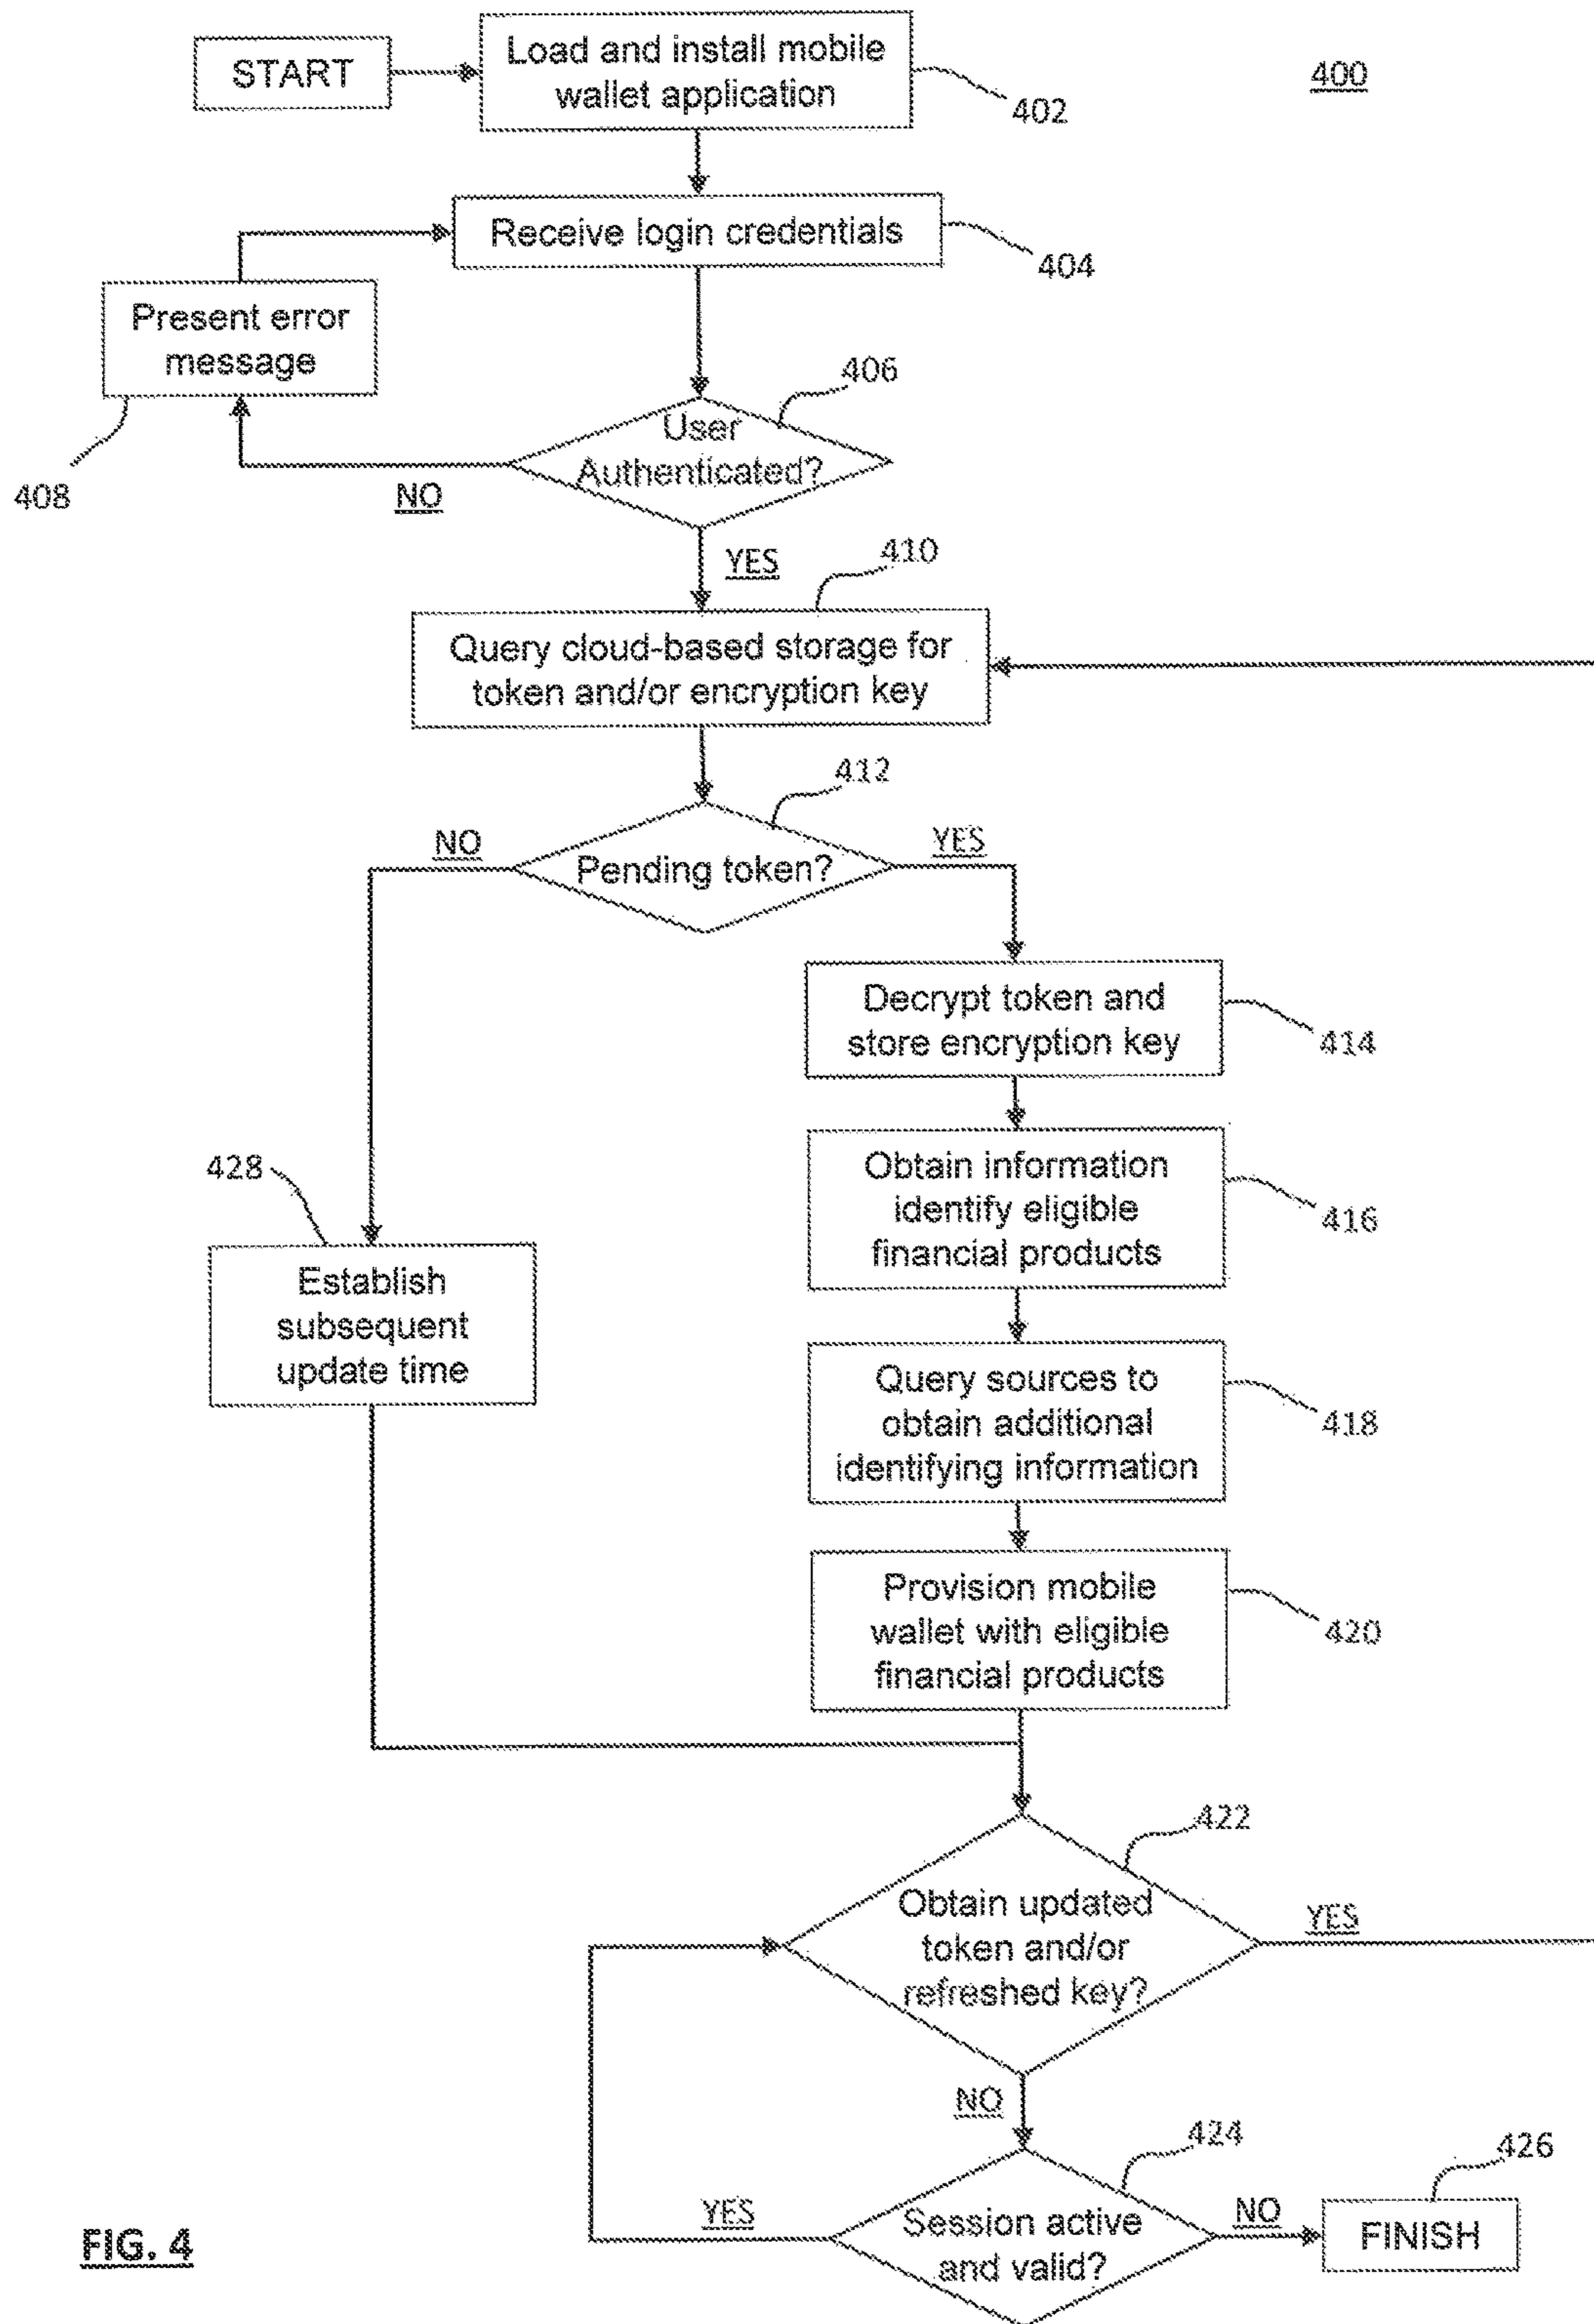 START
Load and install mobile
wallet application
400
402
Receive login credentials
404
Present error
message
406
User
Authenticated?
408
NO
YES
410
Query cloud-based storage for
token and/or encryption key
412
NO
YES
Pending token?
Decrypt token and
store encryption key
414
Obtain information
identify eligible
financial products
416
428
Establish
subsequent
update time
Query sources to
obtain additional
identifying information
418
Provision mobile
wallet with eligible
financial products
420
422
Obtain updated
token and/or
refreshed key?
YES
NO
424
426
YES
Session active
and valid?
NO
FINISH
FIG. 4